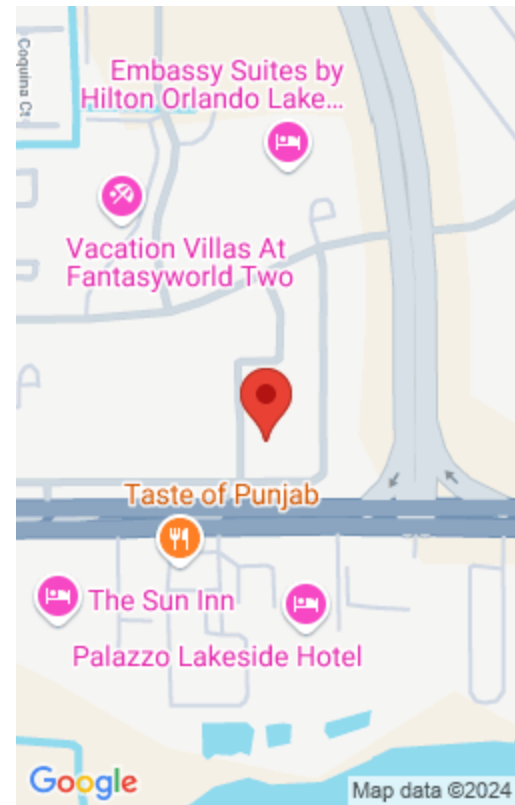 Coquina Ct
Embassy Suites by
Hilton Orlando Lake...
Vacation Villas At
Fantasyworld Two
Taste of Punjab
The Sun Inn
Palazzo Lakeside Hotel
Google
Map data ©2024